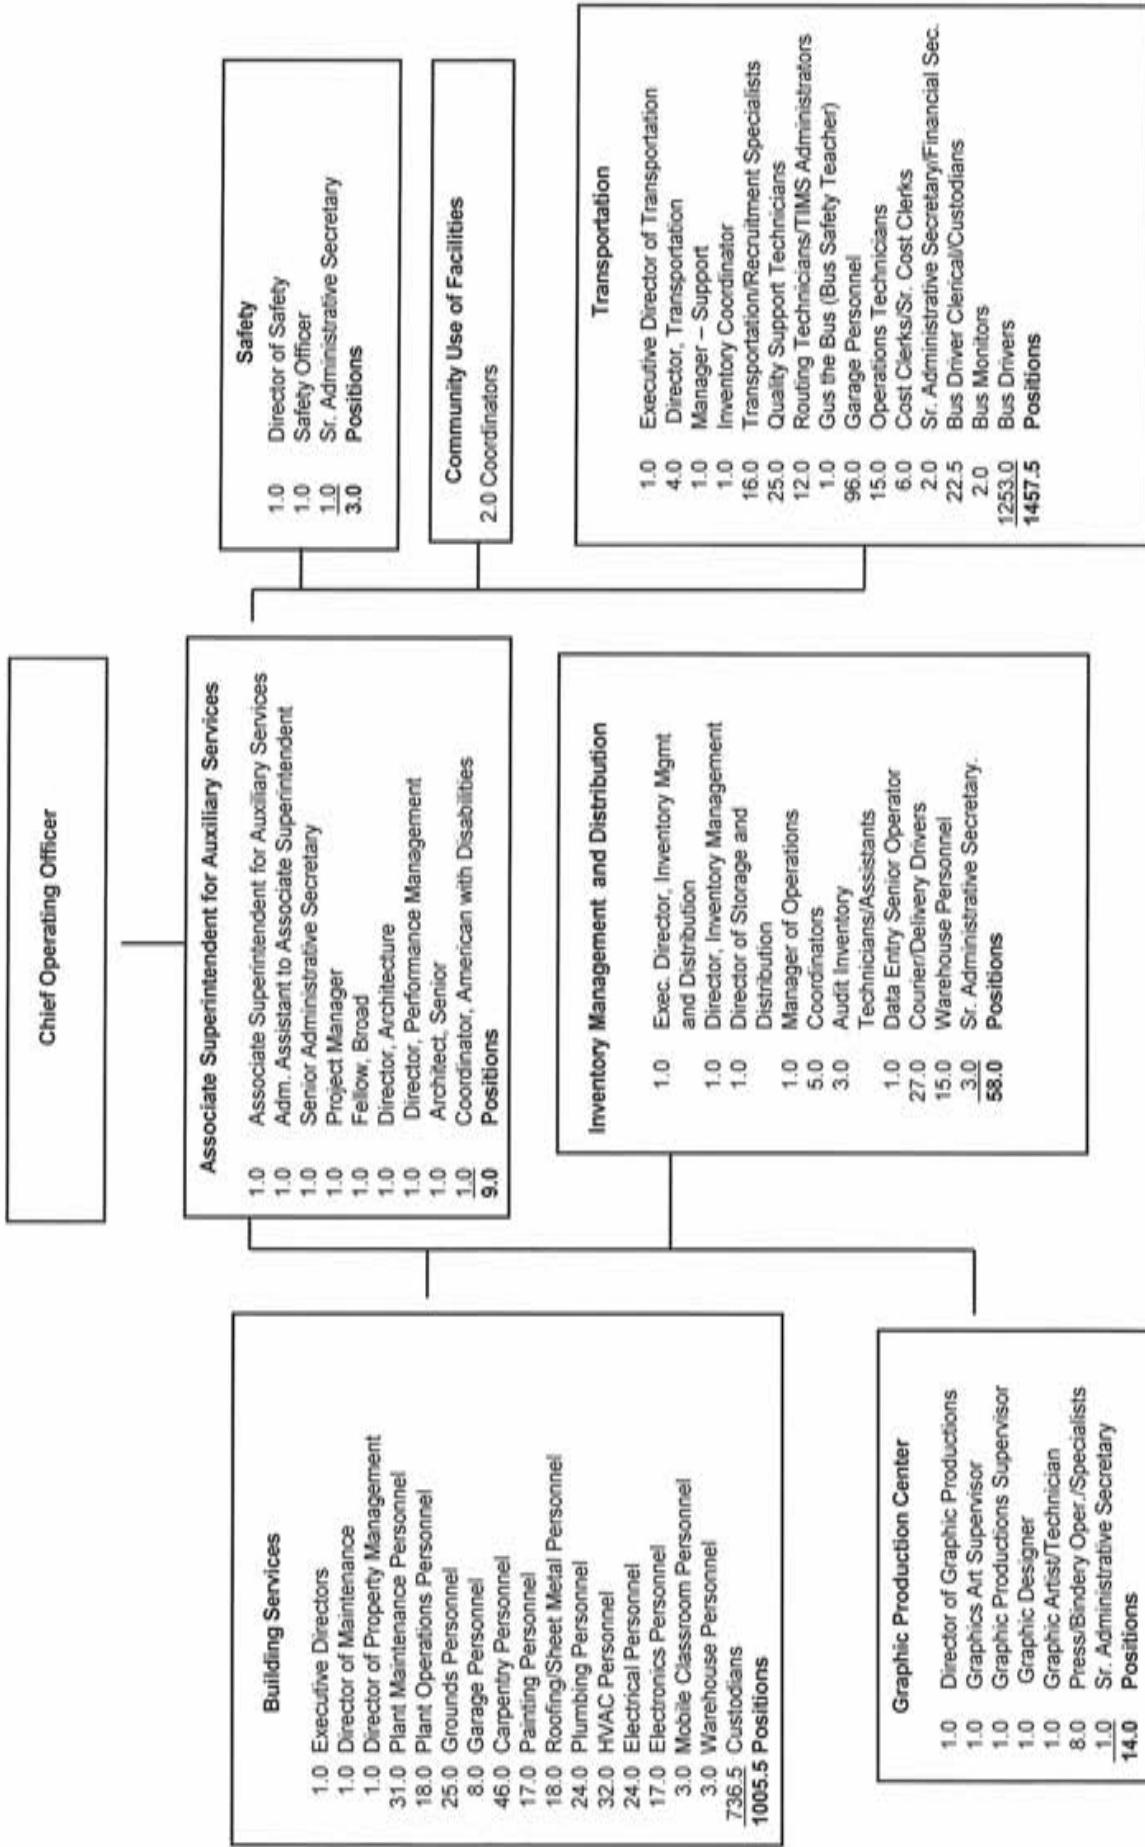 Chief Operating Officer
Associate Superintendent for Auxiliary Services
1.0 Associate Superintendent for Auxiliary Services
1.0 Adm. Assistant to Associate Superintendent
1.0 Senior Administrative Secretary
1.0 Project Manager
1.0 Fellow, Broad
1.0 Director, Architecture
1.0 Director, Performance Management
1.0 Architect, Senior
1.0 Coordinator, American with Disabilities
9.0 Positions
Building Services
1.0 Executive Directors
1.0 Director of Maintenance
1.0 Director of Property Management
31.0 Plant Maintenance Personnel
18.0 Plant Operations Personnel
25.0 Grounds Personnel
8.0 Garage Personnel
46.0 Carpentry Personnel
17.0 Painting Personnel
18.0 Roofing/Sheet Metal Personnel
24.0 Plumbing Personnel
32.0 HVAC Personnel
24.0 Electrical Personnel
17.0 Electronics Personnel
3.0 Mobile Classroom Personnel
3.0 Warehouse Personnel
736.5 Custodians
1005.5 Positions
Graphic Production Center
1.0 Director of Graphic Productions
1.0 Graphics Art Supervisor
1.0 Graphic Productions Supervisor
1.0 Graphic Designer
1.0 Graphic Artist/Technician
8.0 Press/Bindery Oper./Specialists
1.0 Sr. Administrative Secretary
14.0 Positions
Inventory Management and Distribution
1.0 Exec. Director, Inventory Mgmt
and Distribution
1.0 Director, Inventory Management
1.0 Director of Storage and
Distribution
1.0 Manager of Operations
5.0 Coordinators
3.0 Audit Inventory
Technicians/Assistants
1.0 Data Entry Senior Operator
27.0 Courier/Delivery Drivers
15.0 Warehouse Personnel
3.0 Sr. Administrative Secretary.
58.0 Positions
Safety
1.0 Director of Safety
1.0 Safety Officer
1.0 Sr. Administrative Secretary
3.0 Positions
Community Use of Facilities
2.0 Coordinators
Transportation
1.0 Executive Director of Transportation
4.0 Director, Transportation
1.0 Manager – Support
1.0 Inventory Coordinator
16.0 Transportation/Recruitment Specialists
25.0 Quality Support Technicians
12.0 Routing Technicians/TIMS Administrators
1.0 Gus the Bus (Bus Safety Teacher)
96.0 Garage Personnel
15.0 Operations Technicians
6.0 Cost Clerks/Sr. Cost Clerks
2.0 Sr. Administrative Secretary/Financial Sec.
22.5 Bus Driver Clerical/Custodians
2.0 Bus Monitors
1253.0 Bus Drivers
1457.5 Positions